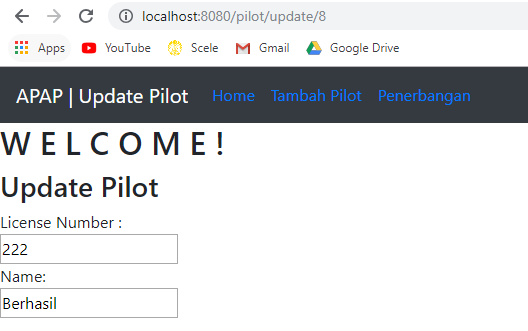 localhost:8080/pilot/update/8
Apps YouTube Scele Gmail Google Drive
APAP | Update Pilot Home Tambah Pilot Penerbangan
W E L C O M E !
Update Pilot
License Number :
222
Name:
Berhasil